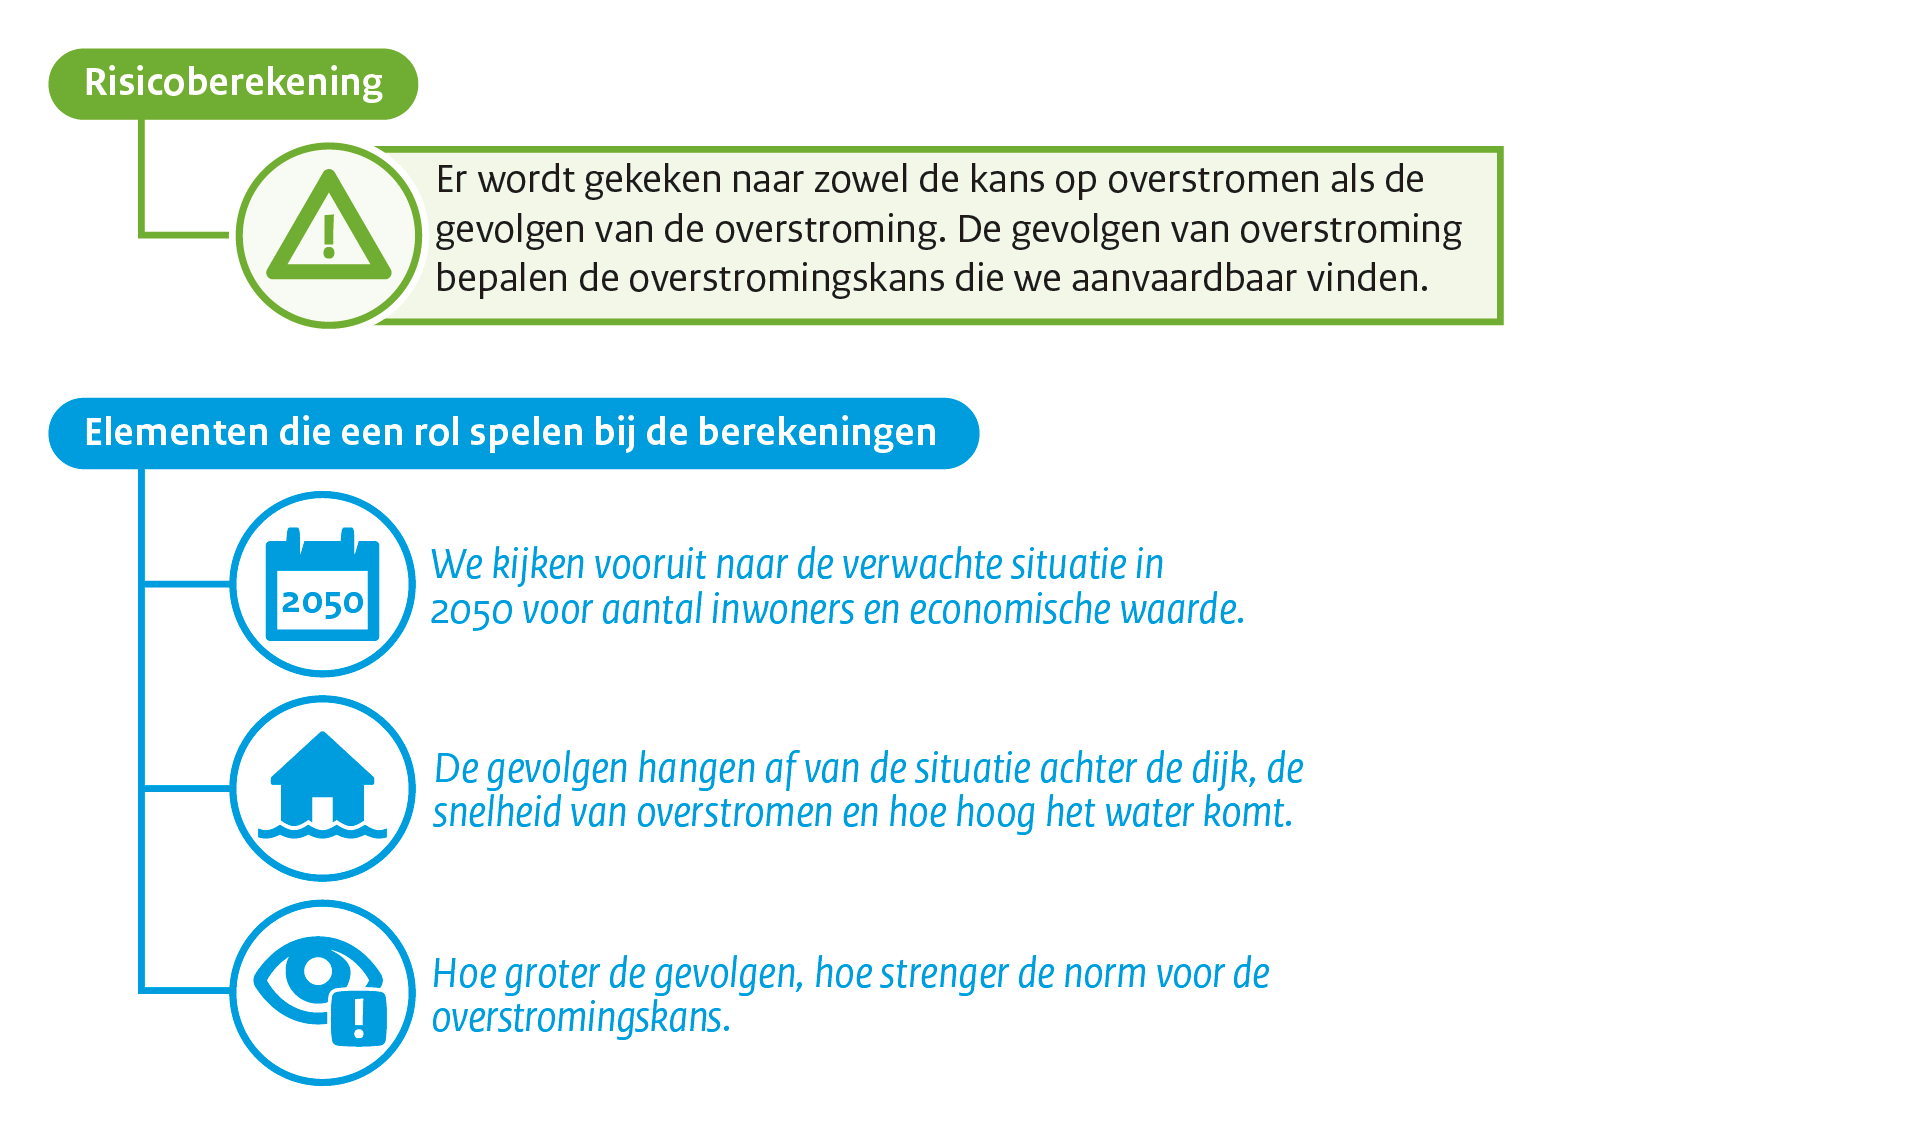 Risicoberekening
Er wordt gekeken naar zowel de kans op overstromen als de
gevolgen van de overstroming. De gevolgen van overstroming
bepalen de overstromingskans die we aanvaardbaar vinden.
Elementen die een rol spelen bij de berekeningen
2050
We kijken vooruit naar de verwachte situatie in
2050 voor aantal inwoners en economische waarde.
De gevolgen hangen af van de situatie achter de dijk, de
snelheid van overstromen en hoe hoog het water komt.
Hoe groter de gevolgen, hoe strenger de norm voor de
overstromingskans.